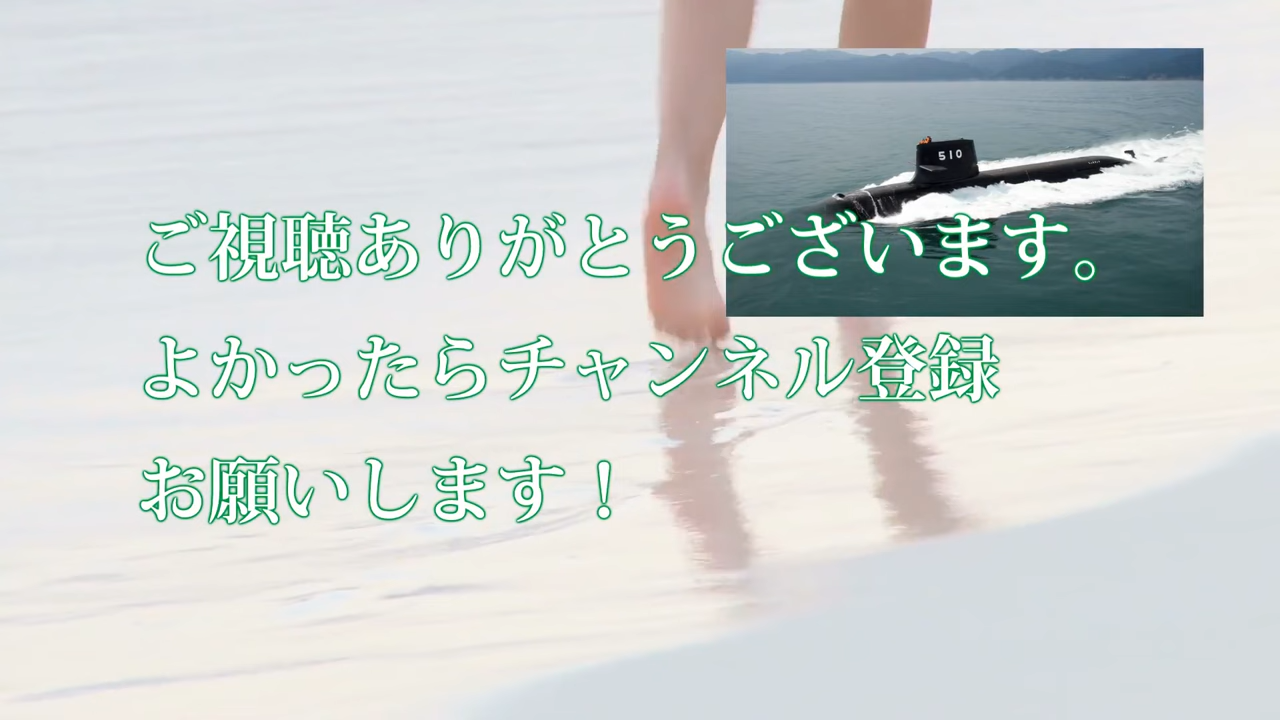 510
ご視聴ありがとうございます。
よかったらチャンネル登録
お願いします！